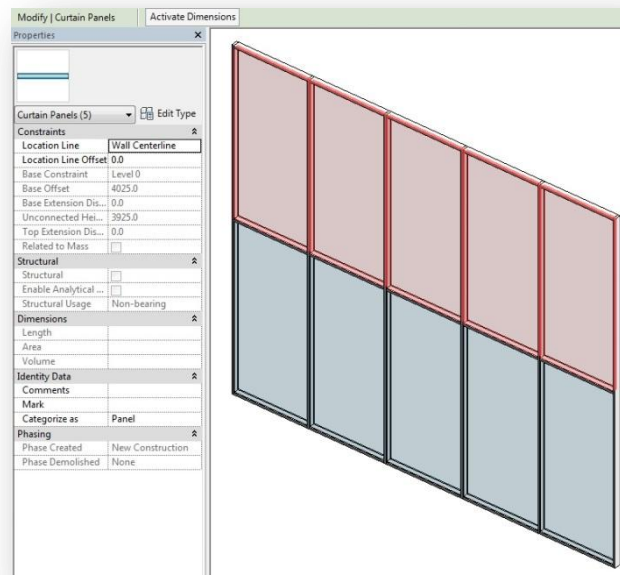 Modify | Curtain Panels Activate Dimensions
Properties
Curtain Panels (5) Edit Type
Constraints
Location Line Wall Centerline
Location Line Offset 0.0
Base Constraint Level 0
Base Offset 4025.0
Base Extension Dis... 0.0
Unconnected Hei... 3925.0
Top Extension Dis... 0.0
Related to Mass
Structural
Structural
Enable Analytical ...
Structural Usage Non-bearing
Dimensions
Length
Area
Volume
Identity Data
Comments
Mark
Categorize as Panel
Phasing
Phase Created New Construction
Phase Demolished None